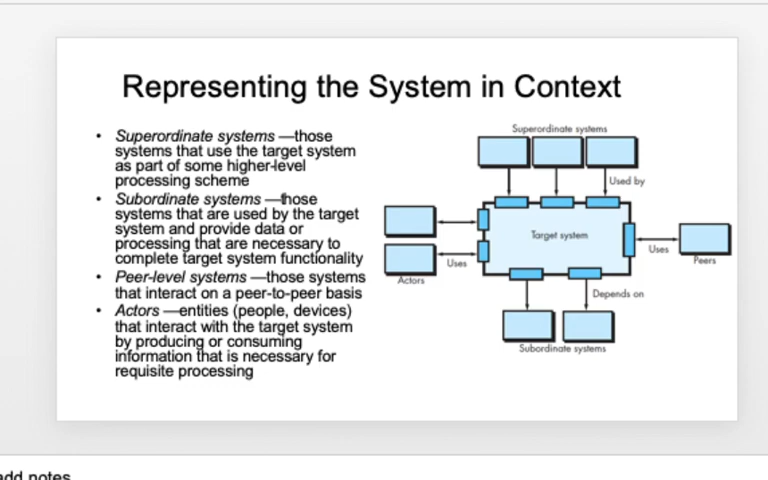 Representing the System in Context
• Superordinate systems —those
systems that use the target system
as part of some higher-level
processing scheme
• Subordinate systems —those
systems that are used by the target
system and provide data or
processing that are necessary to
complete target system functionality
• Peer-level systems —those systems
that interact on a peer-to-peer basis
• Actors —entities (people, devices)
that interact with the target system
by producing or consuming
information that is necessary for
requisite processing
Superordinate systems
Used by
Target system
Uses
Actors
Uses
Peers
Depends on
Subordinate systems
add notes